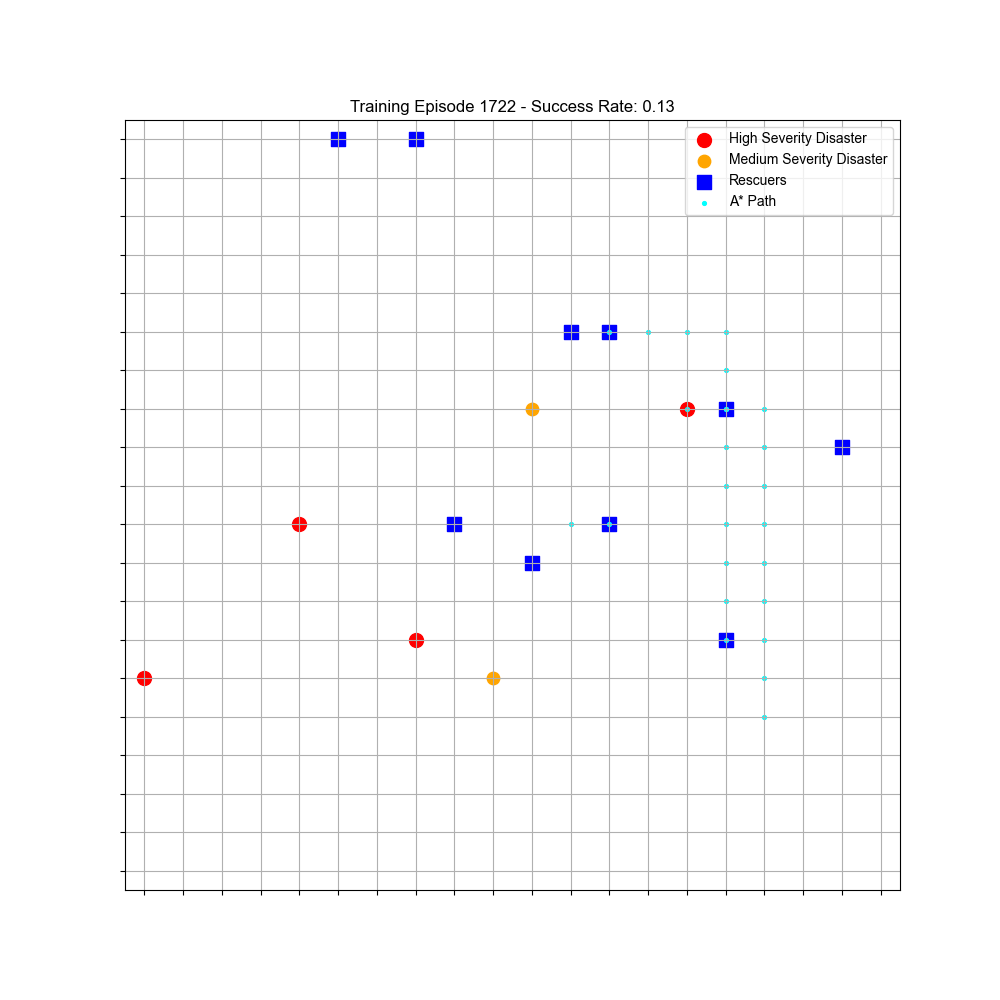 Training Episode 1722 - Success Rate: 0.13
High Severity Disaster
Medium Severity Disaster
Rescuers
A* Path